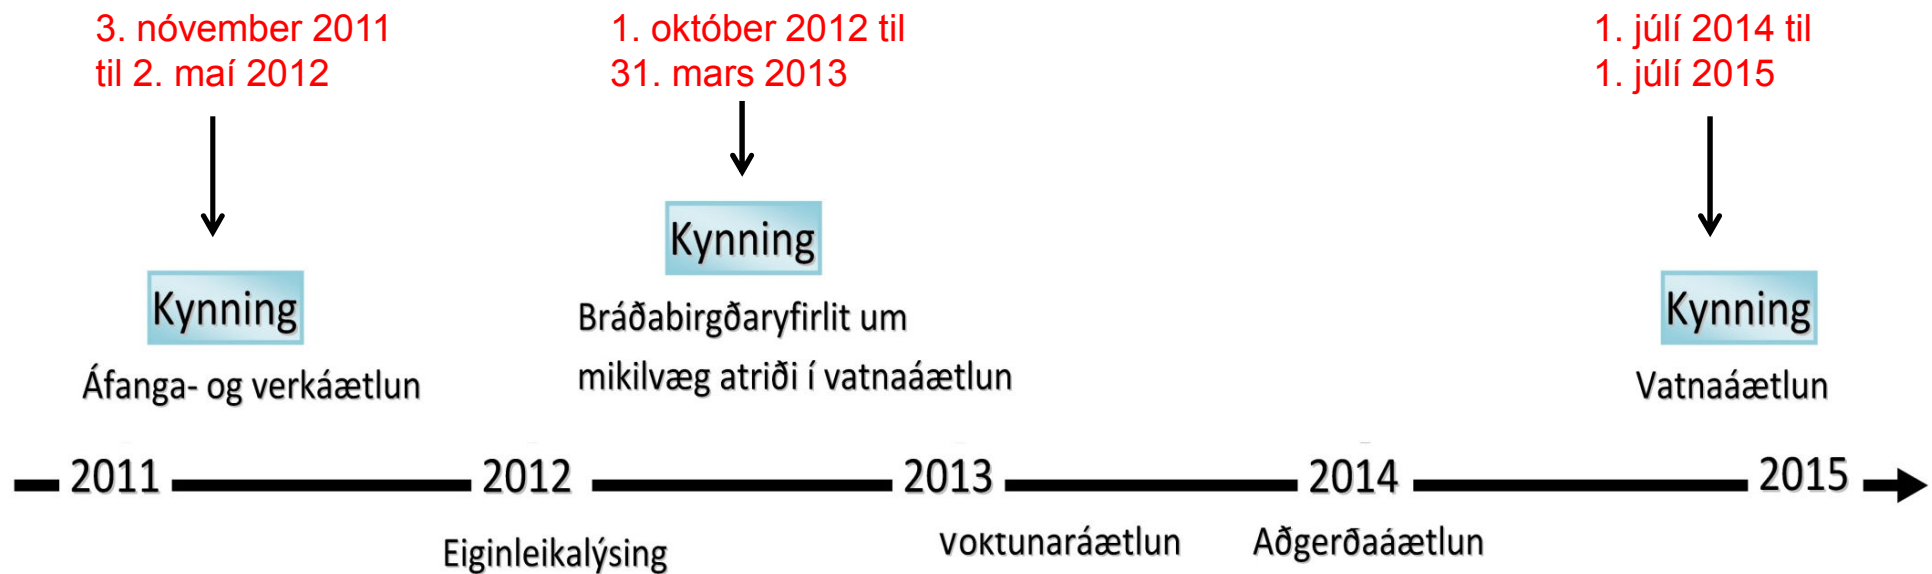 3. nóvember 2011
til 2. maí 2012
1. október 2012 til
31. mars 2013
1. júlí 2014 til
1. júlí 2015
Kynning
Áfanga- og verkáætlun
Kynning
Bráðabirgðaryfirlit um
mikilvæg atriði í vatnaáætlun
Kynning
Vatnaáætlun
2011
2012
2013
2014
2015
Eiginleikalýsing
Vöktunaráætlun
Aðgerðaáætlun